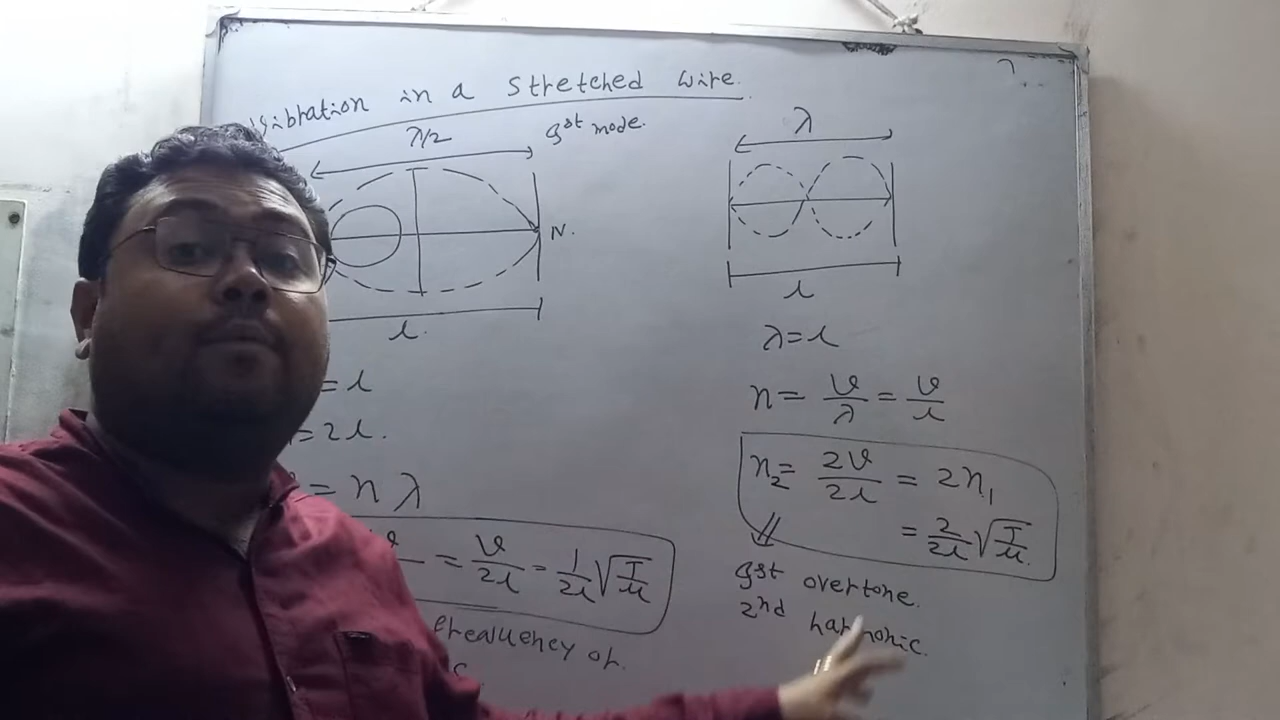 vibration in a stretched wire.
λ/2
1st mode.
N.
l.
= l
= 2l.
= n λ
= v/2l = 1/2l √T/μ
frequency or.
λ
l
λ = l
n = v/λ = v/l
n₂ = 2v/2l = 2n₁
= 2/2l √T/μ.
1st overtone.
2nd harmonic.